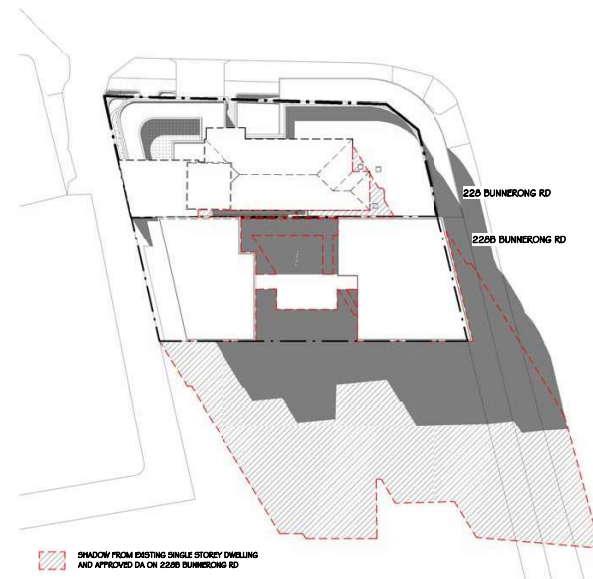 228 BUNNERONG RD
228B BUNNERONG RD
SHADOW FROM EXISTING SINGLE STOREY DWELLING
AND APPROVED DA ON 228B BUNNERONG RD